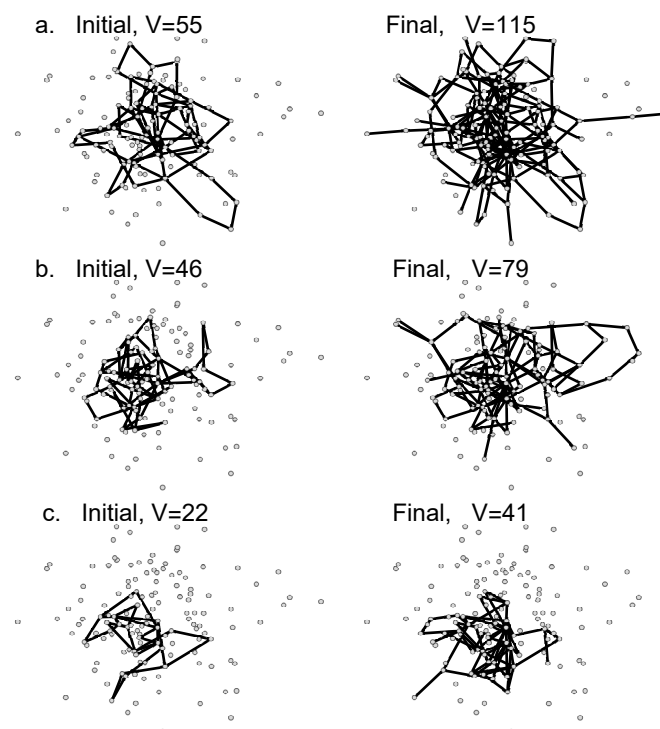 a. Initial, V=55 Final, V=115
b. Initial, V=46 Final, V=79
c. Initial, V=22 Final, V=41